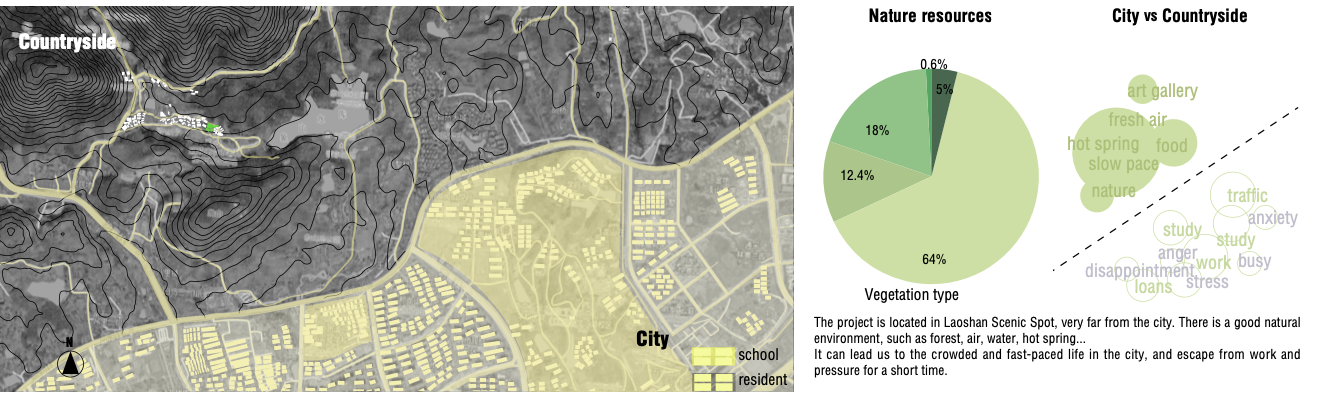 Countryside
N
City
school
resident
Nature resources
0.6%
5%
18%
12.4%
64%
Vegetation type
City vs Countryside
art gallery
fresh air
hot spring food
slow pace
nature
traffic
anxiety
study
study
anger
work busy
disappointment
stress
loans
The project is located in Laoshan Scenic Spot, very far from the city. There is a good natural
environment, such as forest, air, water, hot spring...
It can lead us to the crowded and fast-paced life in the city, and escape from work and
pressure for a short time.